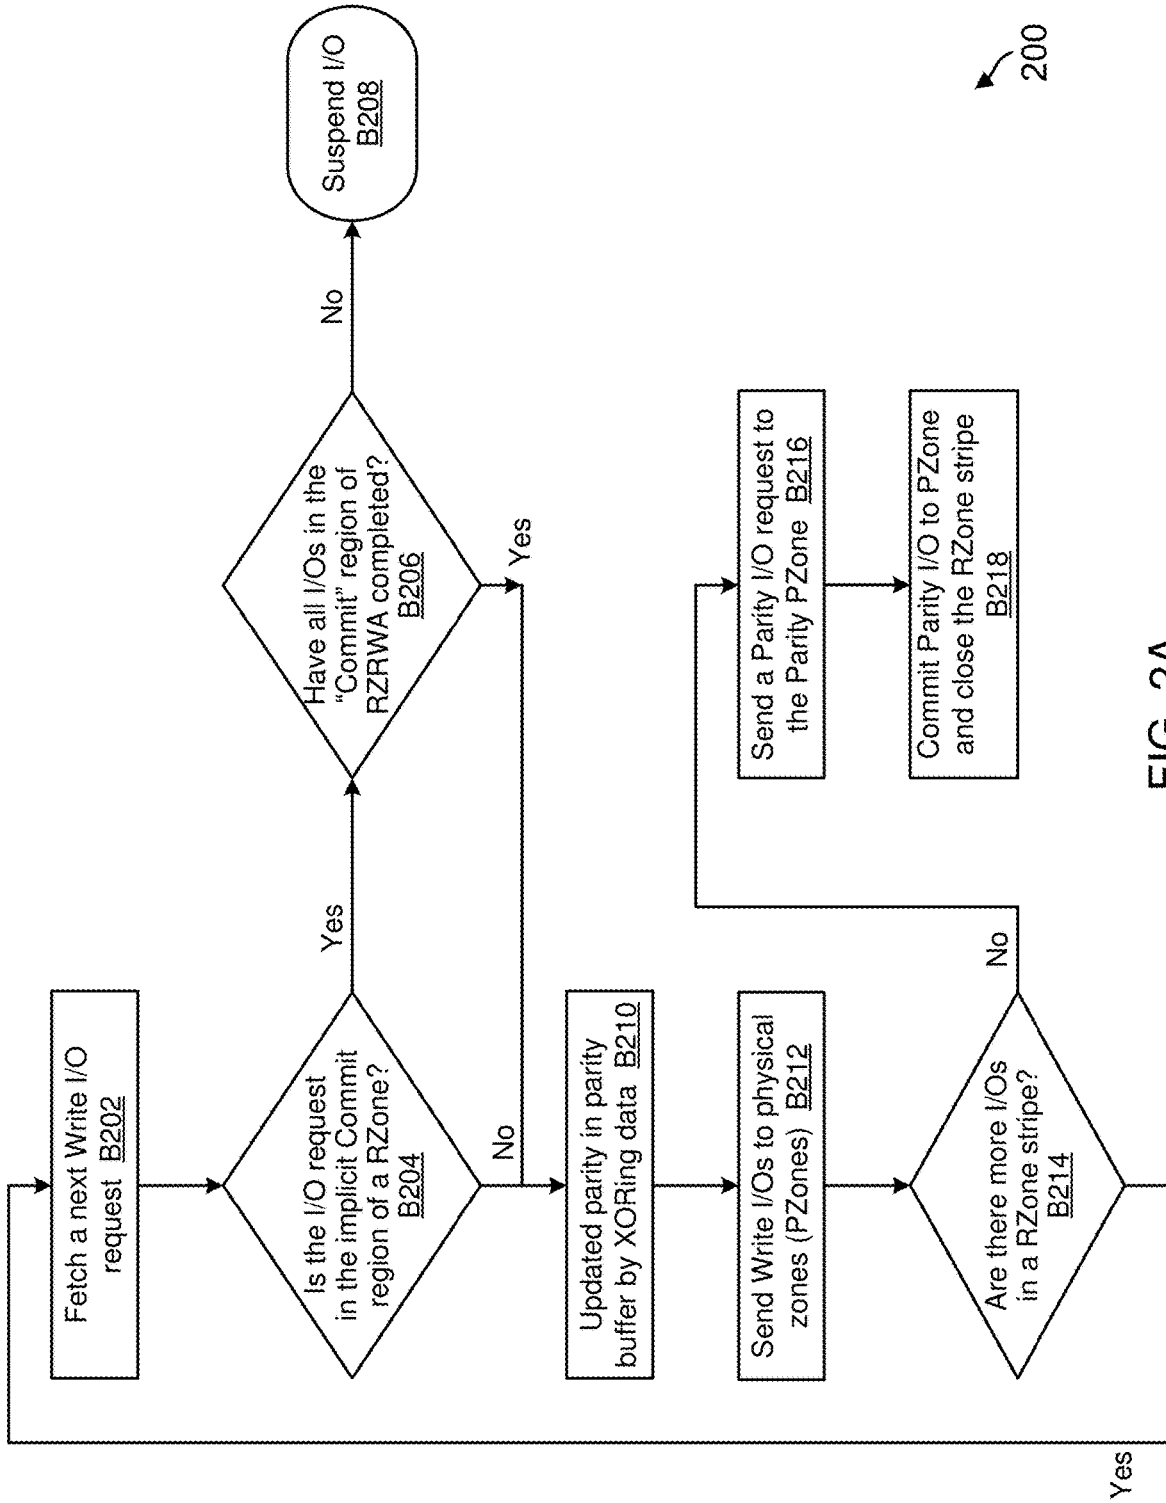 Fetch a next Write I/O
request B202
Is the I/O request
in the implicit Commit
region of a RZone?
B204
Yes
No
Have all I/Os in the
“Commit” region of
RZRWA completed?
B206
No
Yes
Suspend I/O
B208
Updated parity in parity
buffer by XORing data B210
Send Write I/Os to physical
zones (PZones) B212
Are there more I/Os
in a RZone stripe?
B214
No
Yes
Send a Parity I/O request to
the Parity PZone B216
Commit Parity I/O to PZone
and close the RZone stripe
B218
200
FIG. 2A